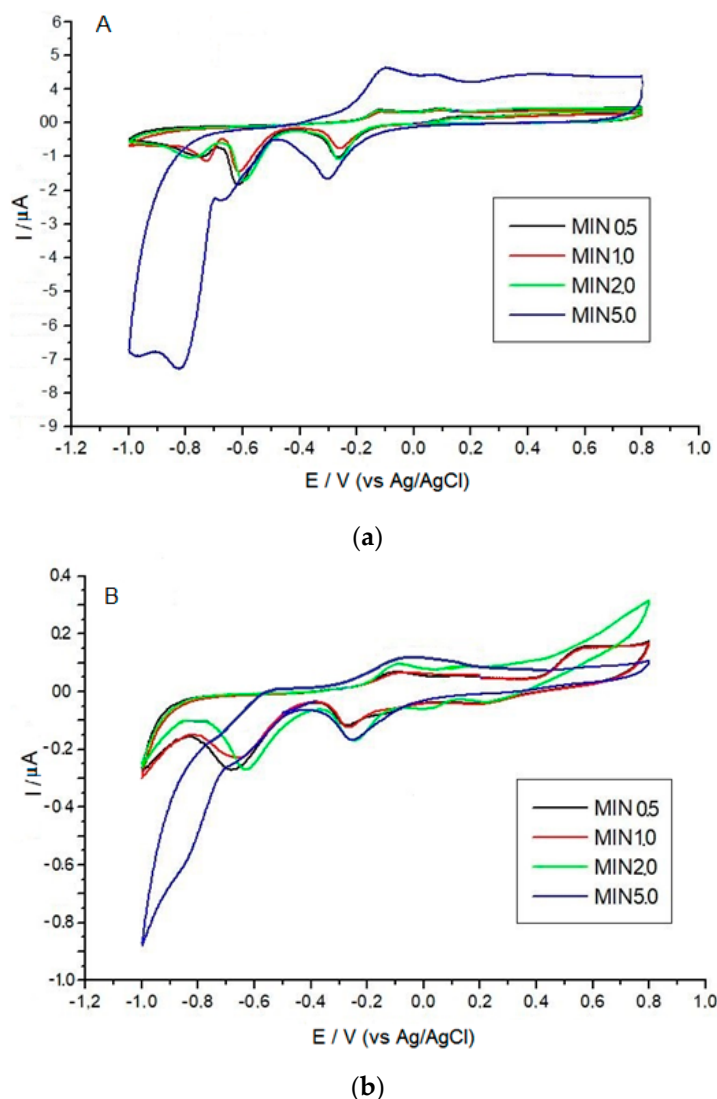 A
6
5
4
00
-1
-2
-3
-4
-5
-6
-7
-8
-9
I / µA
MIN 0.5
MIN1.0
MIN2.0
MIN5.0
-1.2 -1.0 -0.8 -0.6 -0.4 -0.2 0.0 0.2 0.4 0.6 0.8 1.0
E / V (vs Ag/AgCl)
(a)
B
0.4
0.2
0.00
-0.2
-0.4
-0.6
-0.8
-1.0
I / µA
MIN 0.5
MIN1.0
MIN2.0
MIN5.0
-1,2 -1.0 -0.8 -0.6 -0.4 -0.2 0.0 0.2 0.4 0.6 0.8 1.0
E / V (vs Ag/AgCl)
(b)